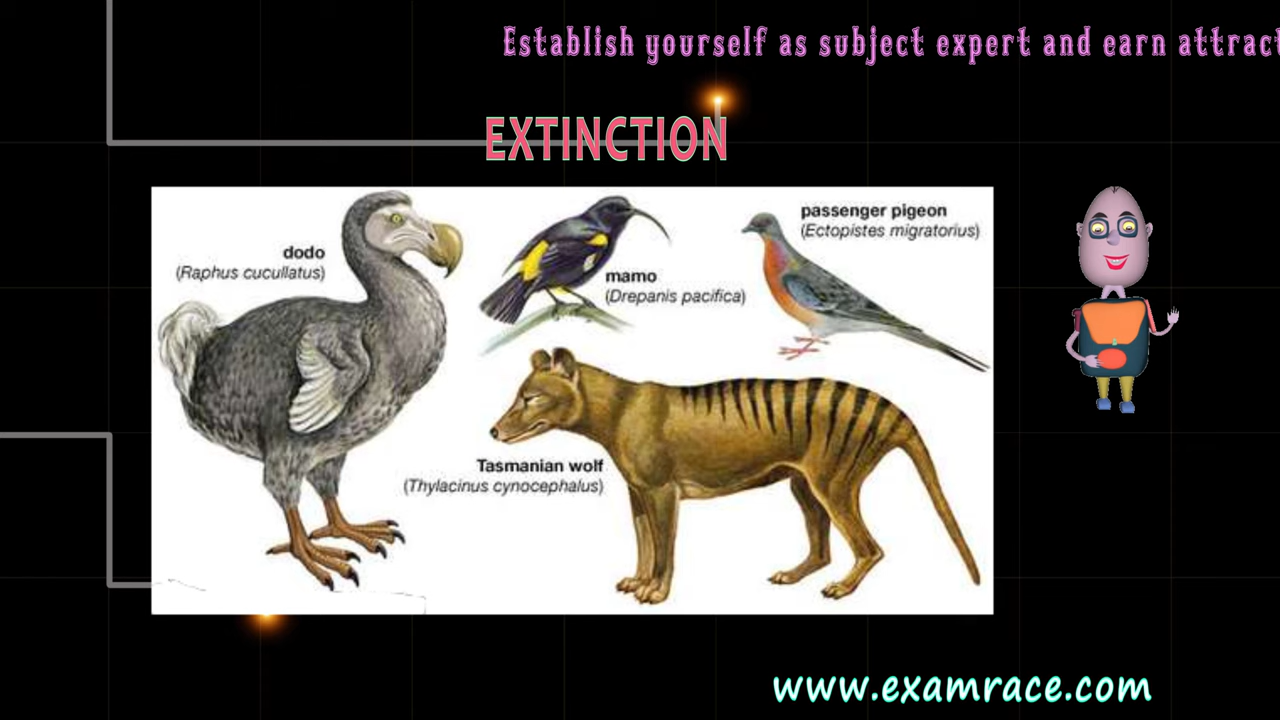 Establish yourself as subject expert and earn attract
EXTINCTION
dodo
(Raphus cucullatus)
mamo
(Drepanis pacifica)
passenger pigeon
(Ectopistes migratorius)
Tasmanian wolf
(Thylacinus cynocephalus)
www.examrace.com